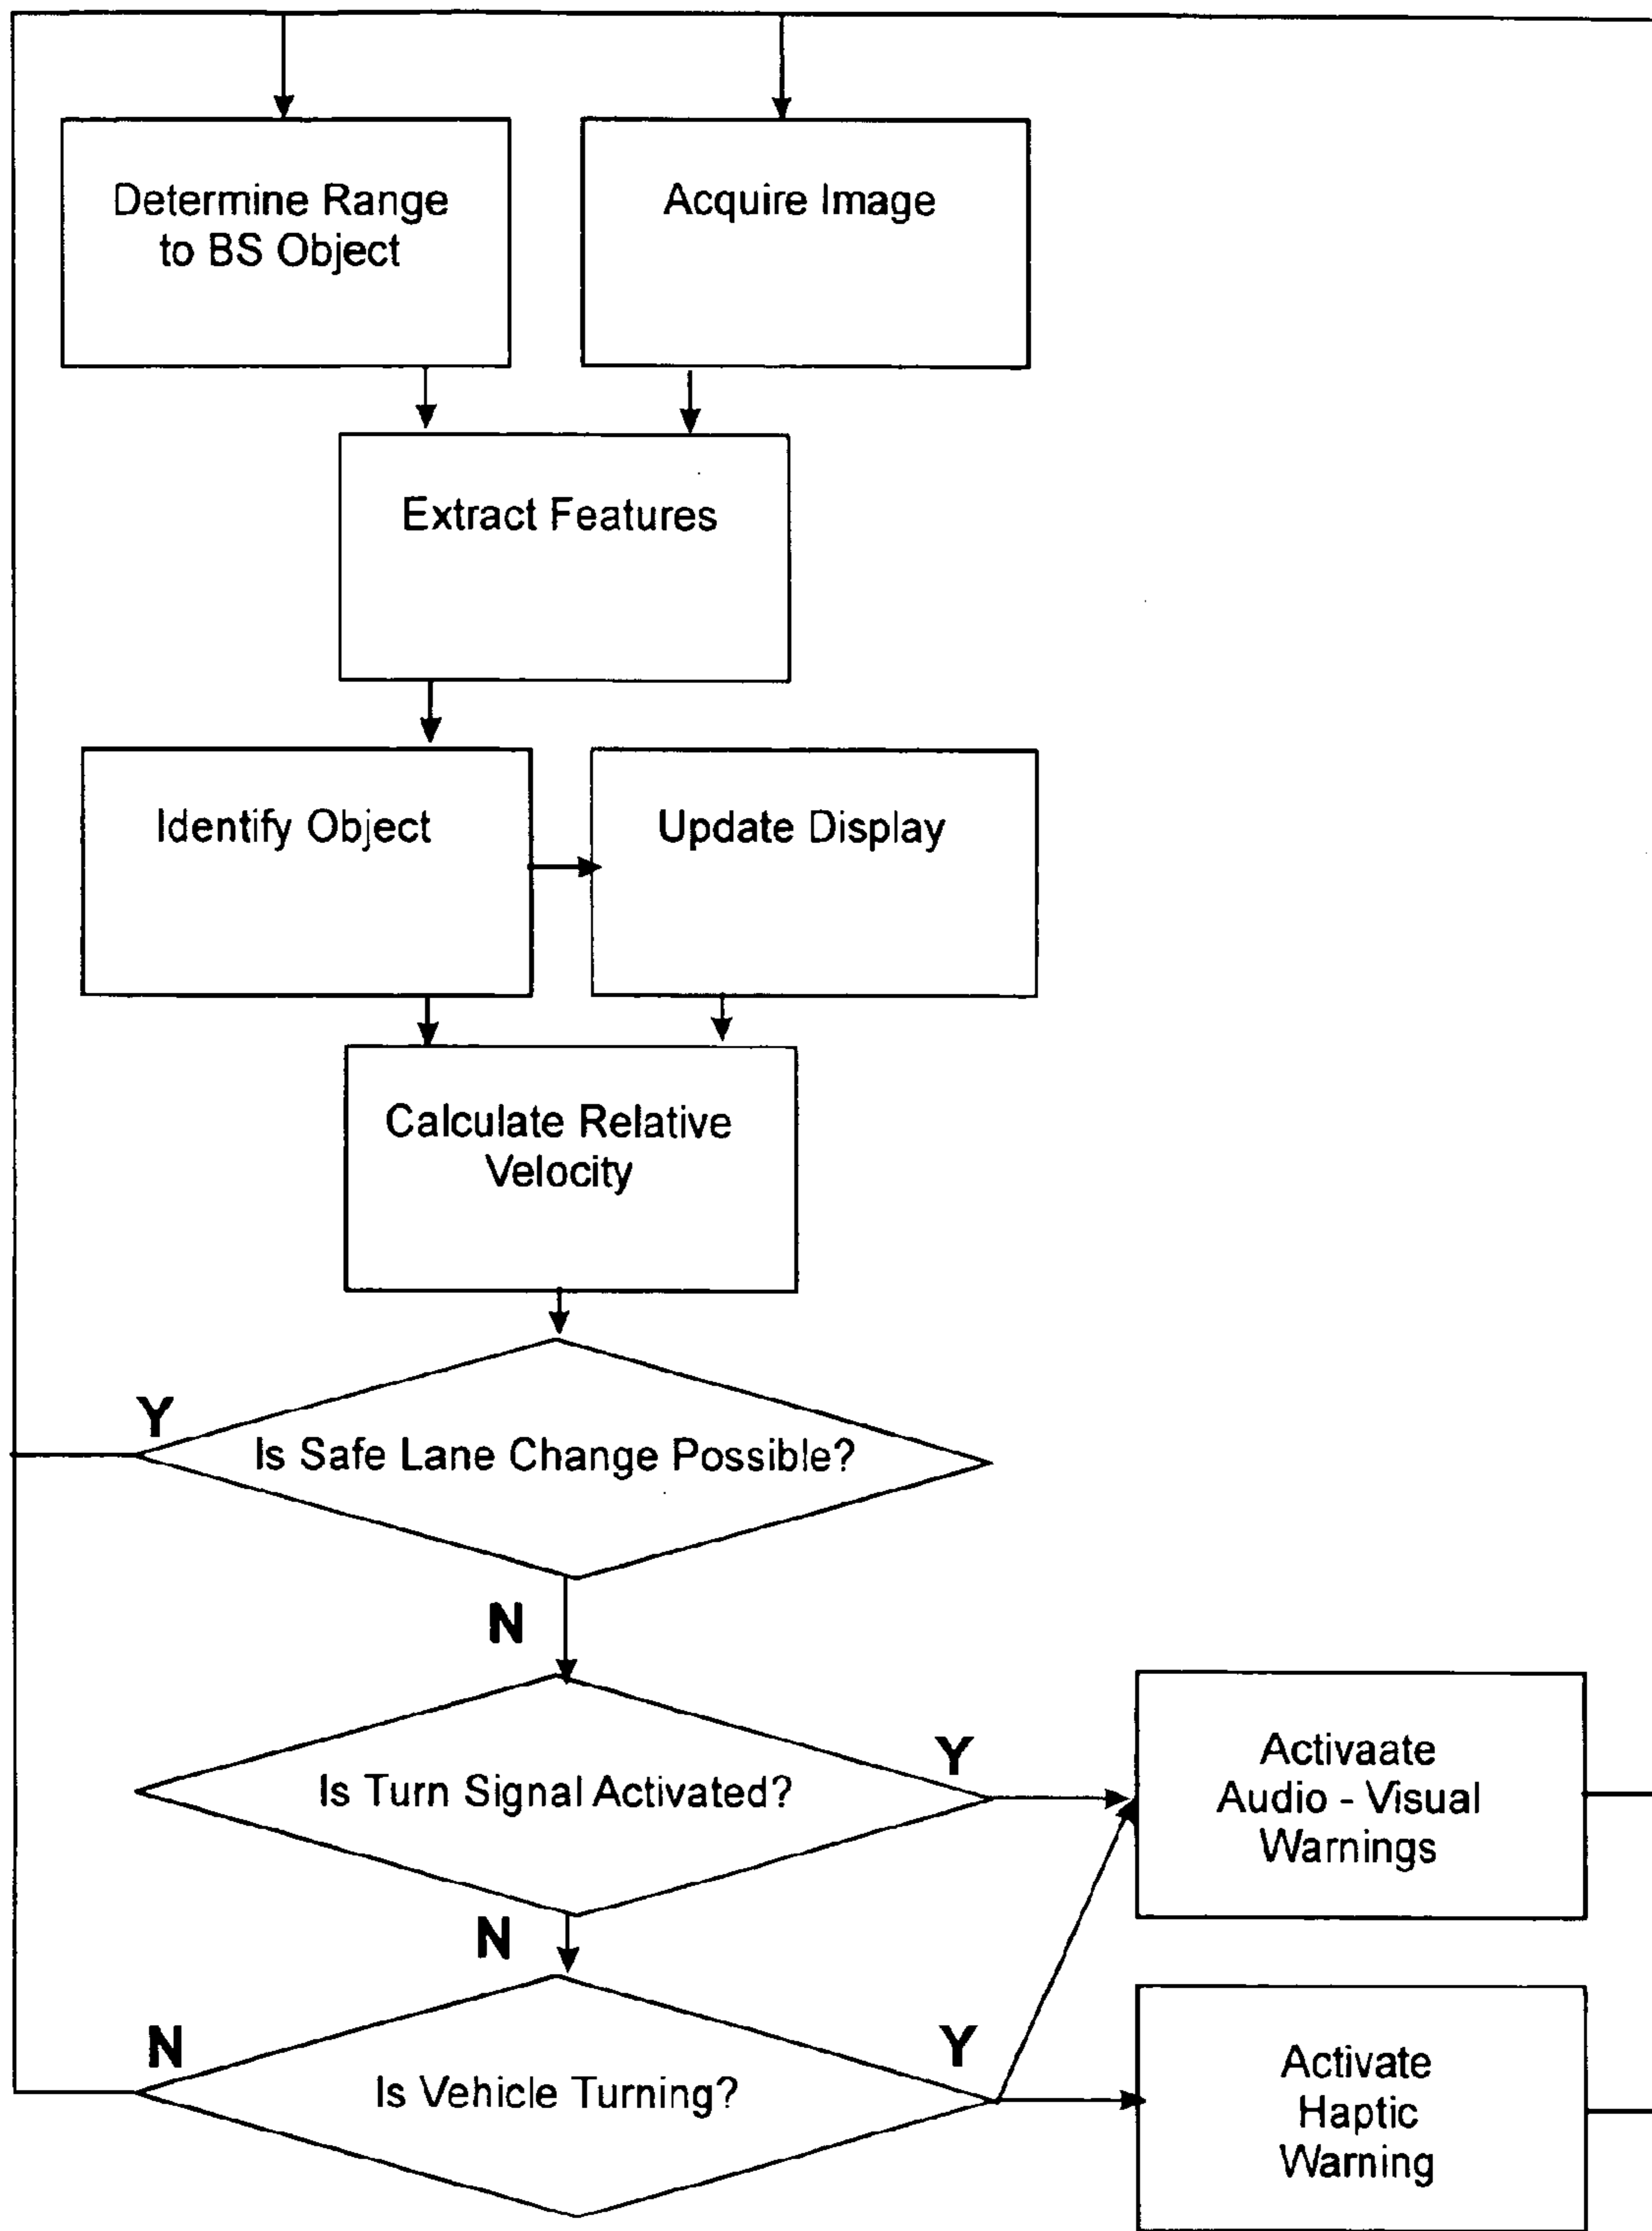 Determine Range
to BS Object
Acquire Image
Extract Features
Identify Object
Update Display
Calculate Relative
Velocity
Y
Is Safe Lane Change Possible?
N
Y
Is Turn Signal Activated?
Activaate
Audio - Visual
Warnings
N
N
Y
Is Vehicle Turning?
Activate
Haptic
Warning